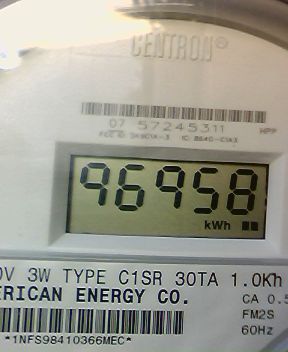 CENTRON®
07 57245311 HPP
96958
kWh
0V 3W TYPE C1SR 30TA 1.0Kh
ERICAN ENERGY CO. CA 0.5
FM2S
60Hz
*1NFS98410366MEC*